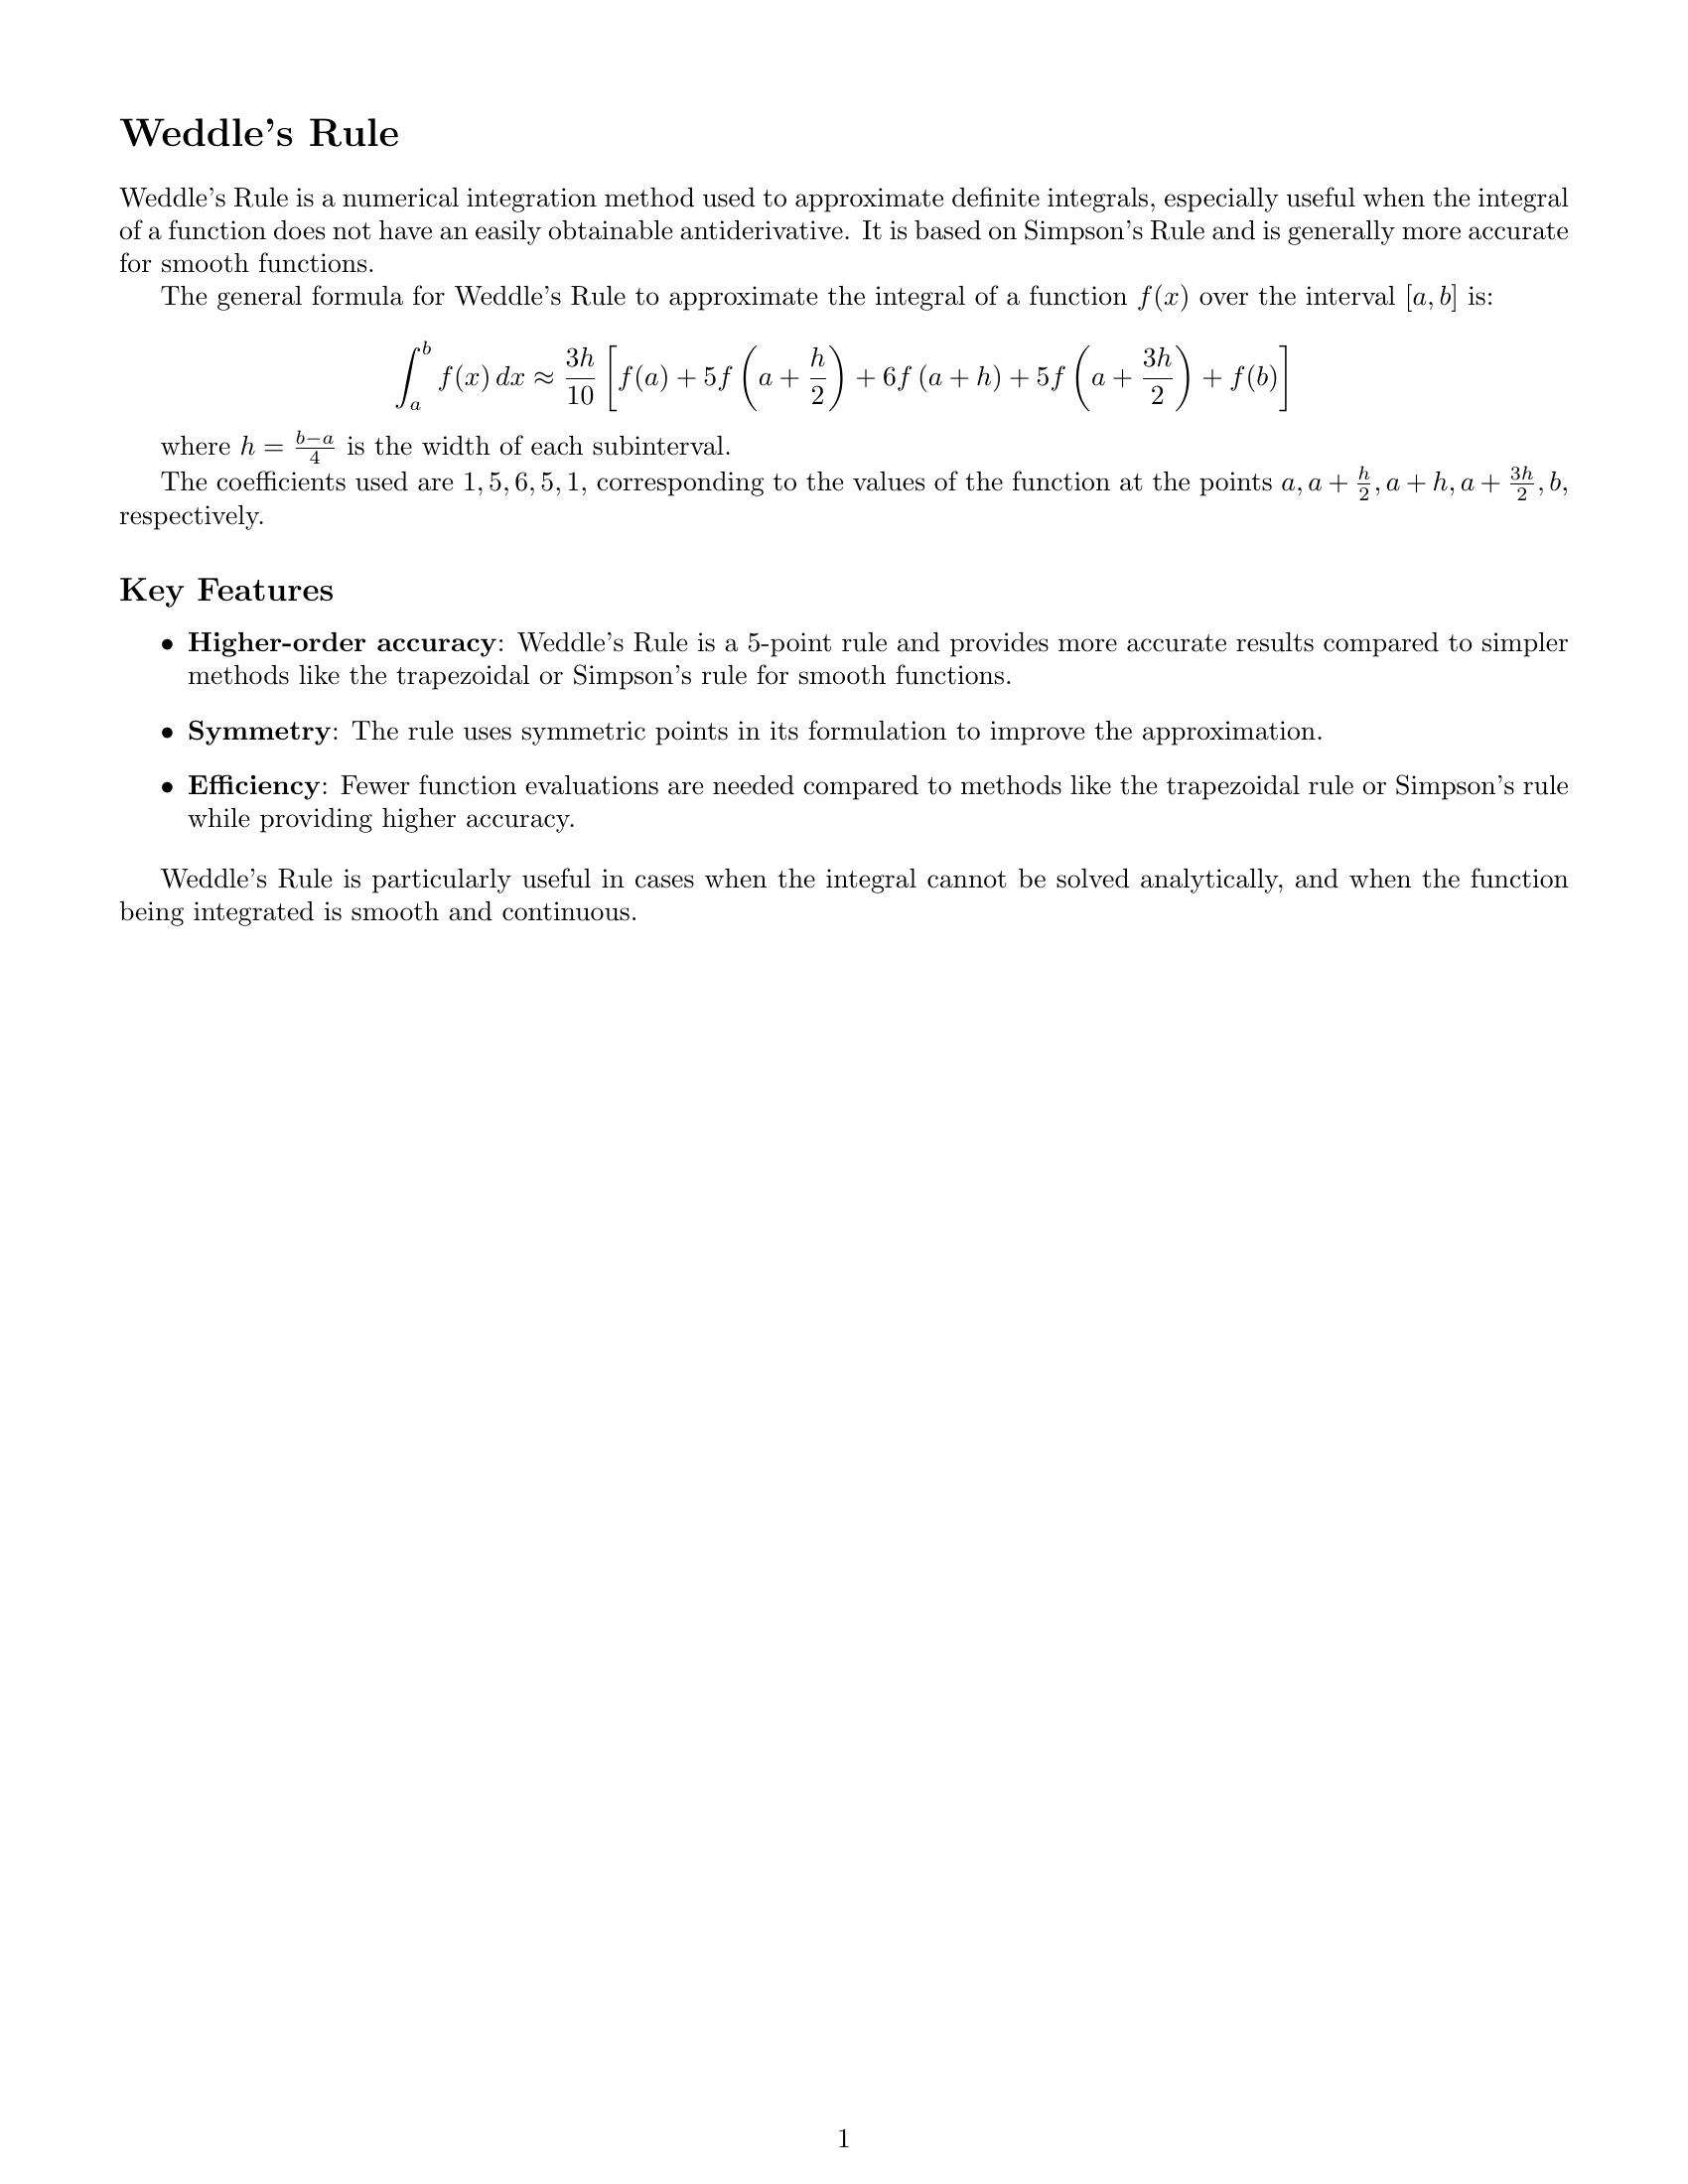 Weddle's Rule
Weddle's Rule is a numerical integration method used to approximate definite integrals, especially useful when the integral
of a function does not have an easily obtainable antiderivative. It is based on Simpson's Rule and is generally more accurate
for smooth functions.
The general formula for Weddle's Rule to approximate the integral of a function f(x) over the interval [a, b] is:
$$\int_a^b f(x)\,dx \approx \frac{3h}{10}\left[f(a) + 5f\left(a + \frac{h}{2}\right) + 6f\left(a + h\right) + 5f\left(a + \frac{3h}{2}\right) + f(b)\right]$$
where $h = \frac{b-a}{4}$ is the width of each subinterval.
The coefficients used are 1, 5, 6, 5, 1, corresponding to the values of the function at the points $a, a + \frac{h}{2}, a + h, a + \frac{3h}{2}, b$,
respectively.
Key Features
• Higher-order accuracy: Weddle's Rule is a 5-point rule and provides more accurate results compared to simpler
methods like the trapezoidal or Simpson's rule for smooth functions.
• Symmetry: The rule uses symmetric points in its formulation to improve the approximation.
• Efficiency: Fewer function evaluations are needed compared to methods like the trapezoidal rule or Simpson's rule
while providing higher accuracy.
Weddle's Rule is particularly useful in cases when the integral cannot be solved analytically, and when the function
being integrated is smooth and continuous.
1